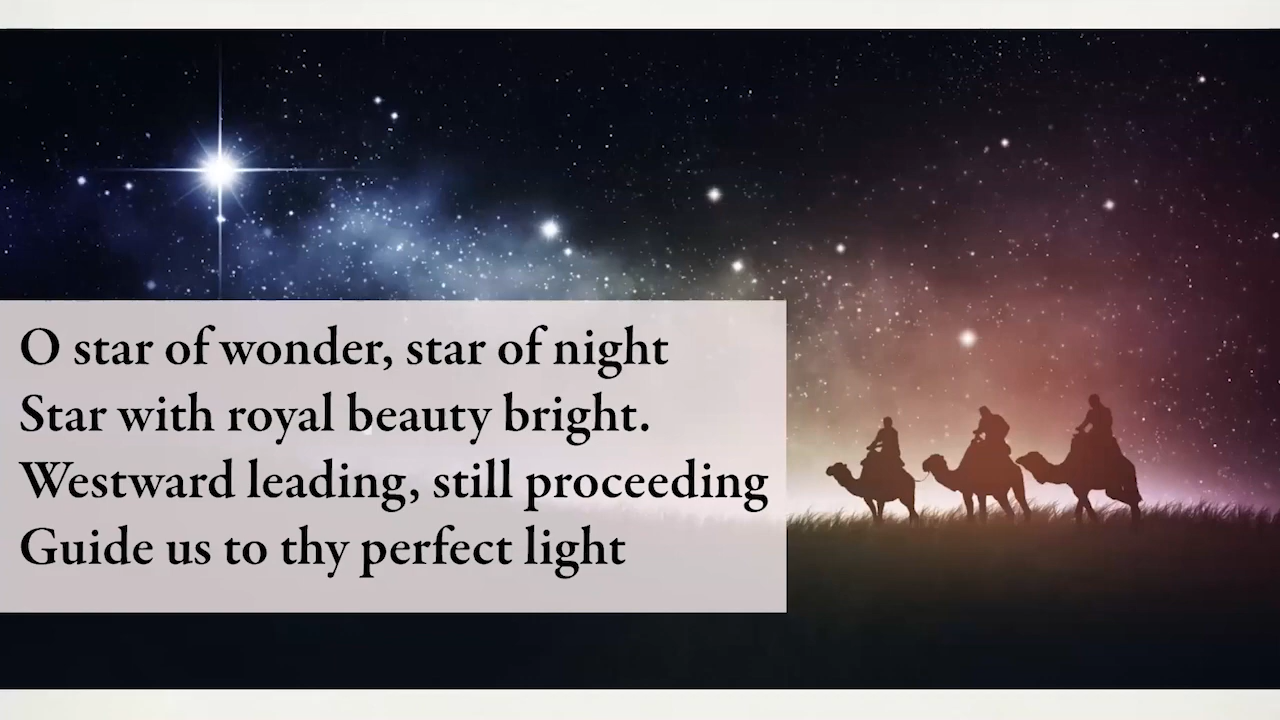 O star of wonder, star of night
Star with royal beauty bright.
Westward leading, still proceeding
Guide us to thy perfect light